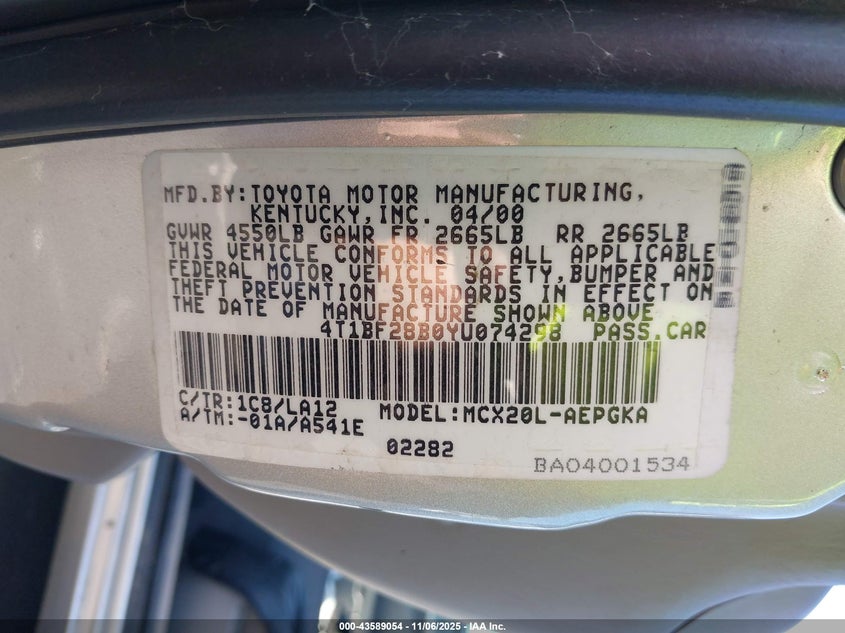 MFD.BY:TOYOTA MOTOR MANUFACTURING,
KENTUCKY,INC. 04/00
GVWR 4550LB GAWR FR 2665LB RR 2665LB
THIS VEHICLE CONFORMS TO ALL APPLICABLE
FEDERAL MOTOR VEHICLE SAFETY,BUMPER AND
THEFT PREVENTION STANDARDS IN EFFECT ON
THE DATE OF MANUFACTURE SHOWN ABOVE
4T1BF28B0YU074298 PASS.CAR
C/TR:1C8/LA12 MODEL:MCX20L-AEPGKA
A/TM:-01A/A541E
02282
BA04001534
000-43589054 - 11/06/2025 - IAA Inc.